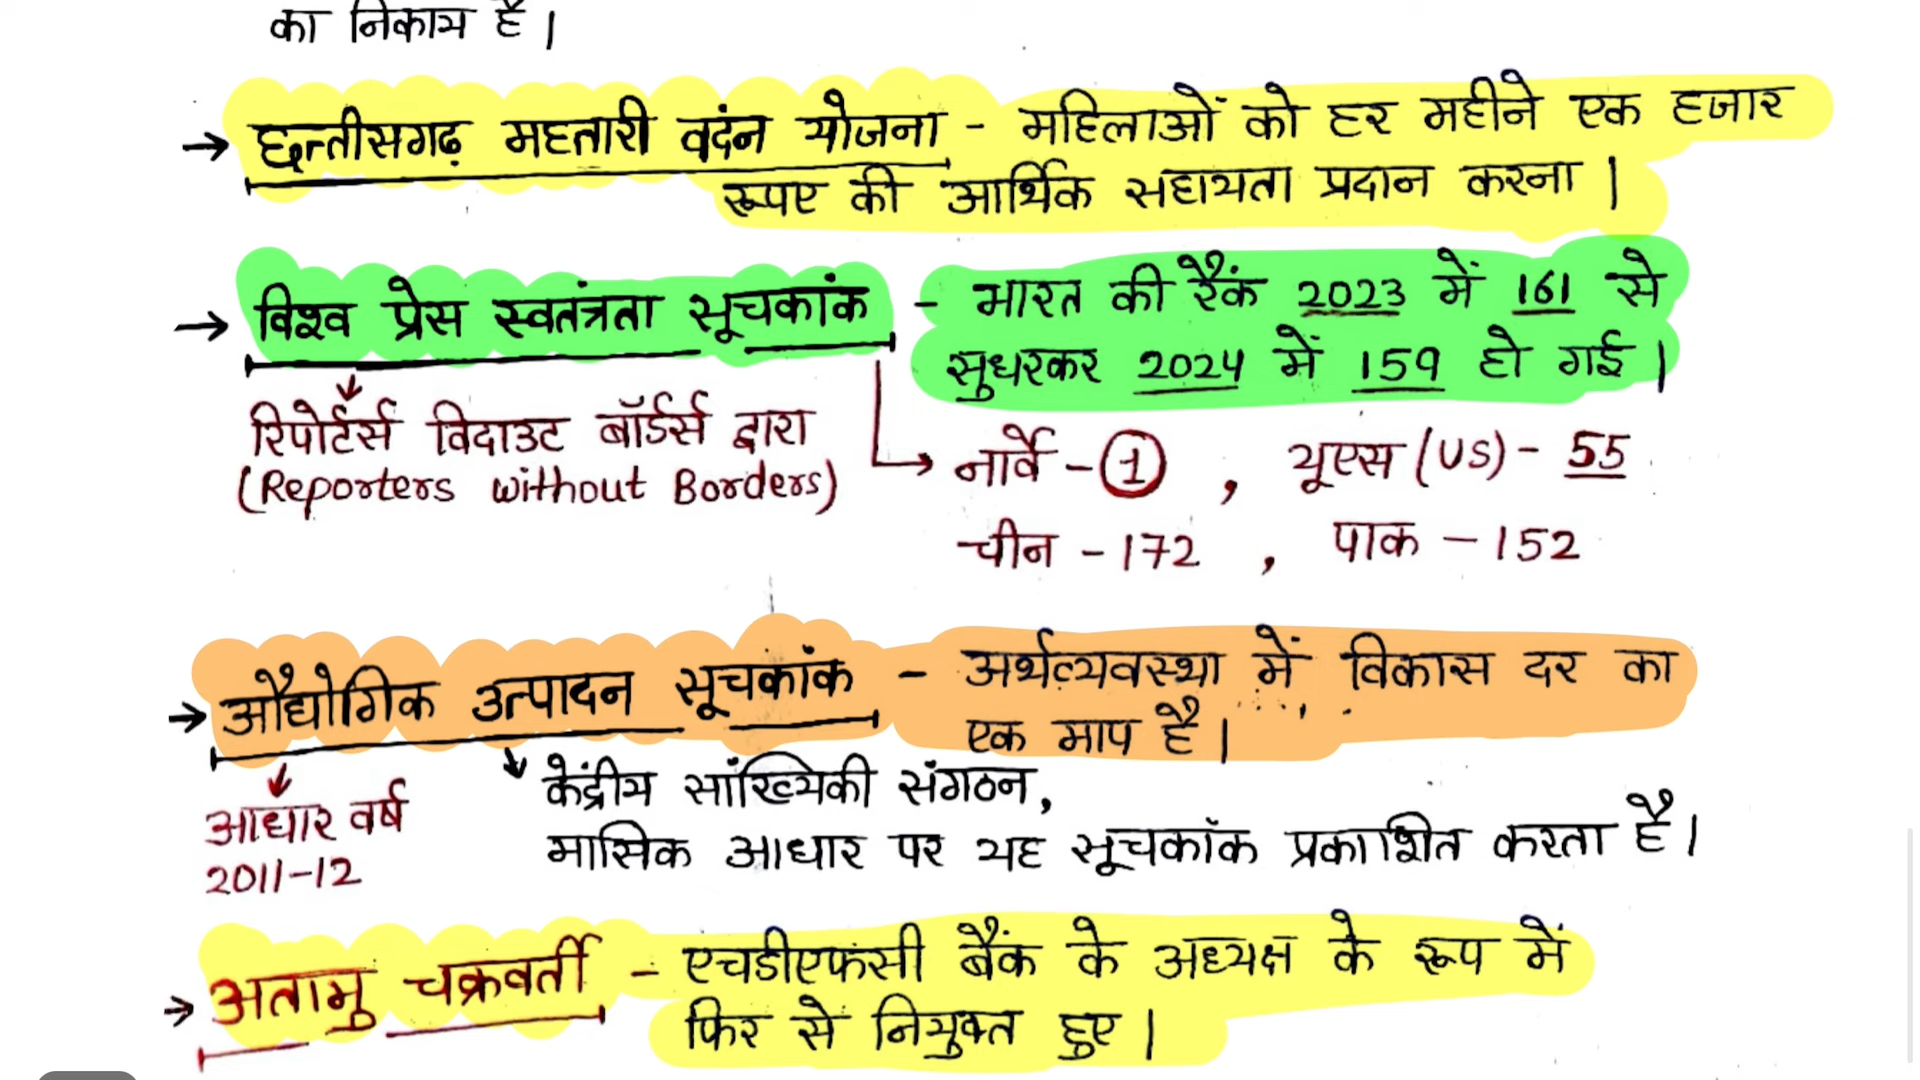 का निकाय है |
→ छत्तीसगढ़ महतारी वदंन योजना - महिलाओं को हर महीने एक हजार
रूपए की आर्थिक सहायता प्रदान करना |
→ विश्व प्रेस स्वतंत्रता सूचकांक - भारत की रैंक 2023 में 161 से
सुधरकर 2024 में 159 हो गई |
रिपोर्टर्स विदाउट बॉर्डर्स द्वारा
(Reporters without Borders)
→ नार्वे - 1 , यूएस (US) - 55
चीन - 172 , पाक - 152
→ औद्योगिक उत्पादन सूचकांक - अर्थव्यवस्था में विकास दर का
एक माप है |
आधार वर्ष
2011-12
केंद्रीय सांख्यिकी संगठन,
मासिक आधार पर यह सूचकांक प्रकाशित करता है |
→ अतामु चक्रवर्ती - एचडीएफसी बैंक के अध्यक्ष के रूप में
फिर से नियुक्त हुए |